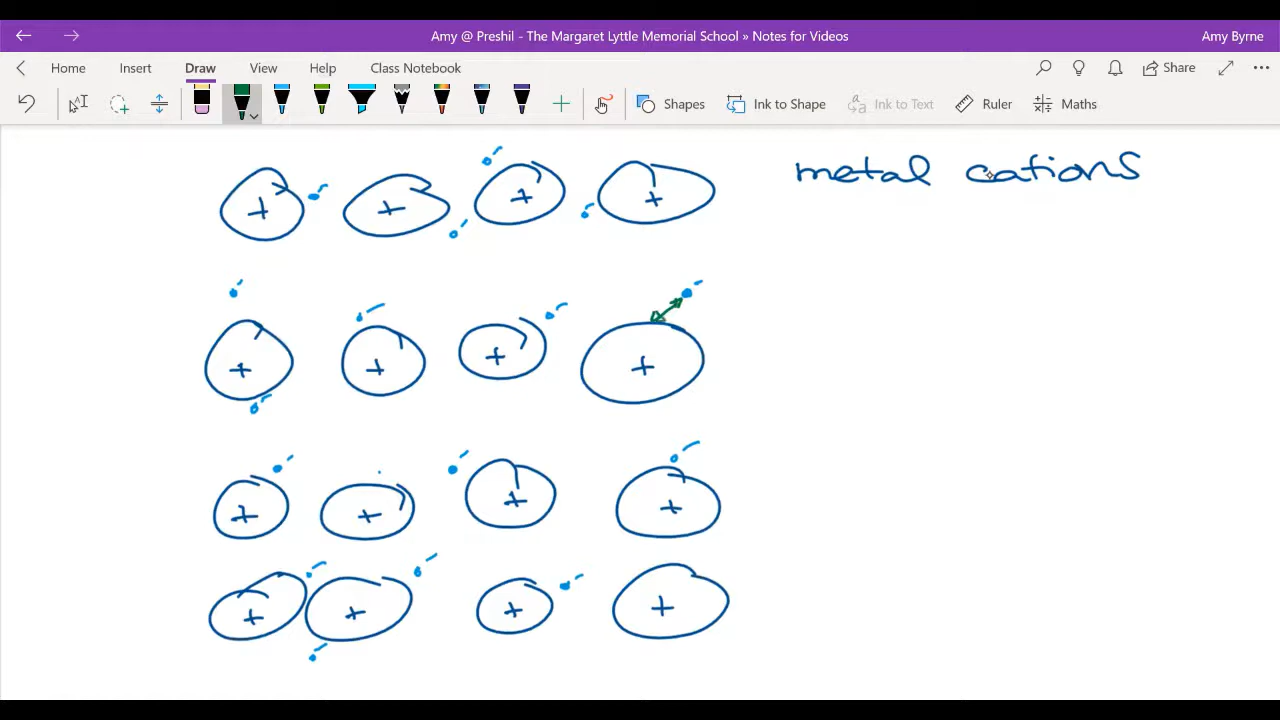 Amy @ Preshil - The Margaret Lyttle Memorial School » Notes for Videos
Amy Byrne
Home Insert Draw View Help Class Notebook Share
Shapes Ink to Shape Ink to Text Ruler Maths
metal cations
+ + + +
+ + + +
+ + + +
+ + + +